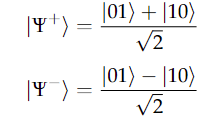 |Ψ⁺⟩ = (|01⟩ + |10⟩)/√2
|Ψ⁻⟩ = (|01⟩ − |10⟩)/√2